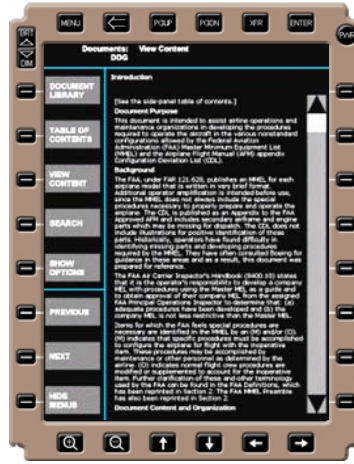 MENU
PGUP
PGDN
XFR
ENTER
BRT
DIM
PWR
Documents: View Content
DDG
DOCUMENT
LIBRARY
TABLE OF
CONTENTS
VIEW
CONTENT
SEARCH
SHOW
OPTIONS
PREVIOUS
NEXT
HIDE
MENUS
Introduction
[See the side-panel table of contents.]
Document Purpose
This document is intended to assist airline operations and
maintenance organizations in developing the procedures
required to operate the aircraft in the various nonstandard
configurations allowed by the Federal Aviation
Administration (FAA) Master Minimum Equipment List
(MMEL) and the Airplane Flight Manual (AFM) appendix
Configuration Deviation List (CDL).
Background
The FAA, under FAR 121.628, publishes an MMEL for each
airplane model that is written in very brief format.
Additional operator amplification is intended before use,
since the MMEL does not always include the special
procedures necessary to properly prepare and operate the
airplane. The CDL is published as an Appendix to the FAA
Approved AFM and includes secondary airframe and engine
parts which may be missing for dispatch. The CDL does not
include illustrations for positive identification of those
parts. Historically, operators have found difficulty in
identifying missing parts and developing procedures
required by the MMEL. They have often consulted Boeing for
guidance in these areas and as a result, this document was
prepared for reference.
The FAA Air Carrier Inspector's Handbook (8400.10) states
that it is the operator's responsibility to develop a company
MEL with procedures using the Master MEL as a guide and
to obtain approval of their company MEL from the assigned
FAA Principal Operations Inspector to determine that: (a)
adequate procedures have been developed and (b) the
company MEL is not less restrictive than the Master MEL.
Items for which the FAA feels special procedures are
necessary are identified in the MMEL by an (M) and/or (O).
(M) indicates that specific procedures must be accomplished
to configure the airplane for flight with the inoperative
item. These procedures may be accomplished by
maintenance or other personnel as determined by the
airline. (O) indicates normal flight crew procedures are
modified or supplemented to account for the inoperative
item. Further clarification of these and other terminology
used by the FAA can be found in the FAA Definitions, which
has been reprinted in Section 2. The FAA MMEL Preamble
has also been reprinted in Section 2.
Document Content and Organization